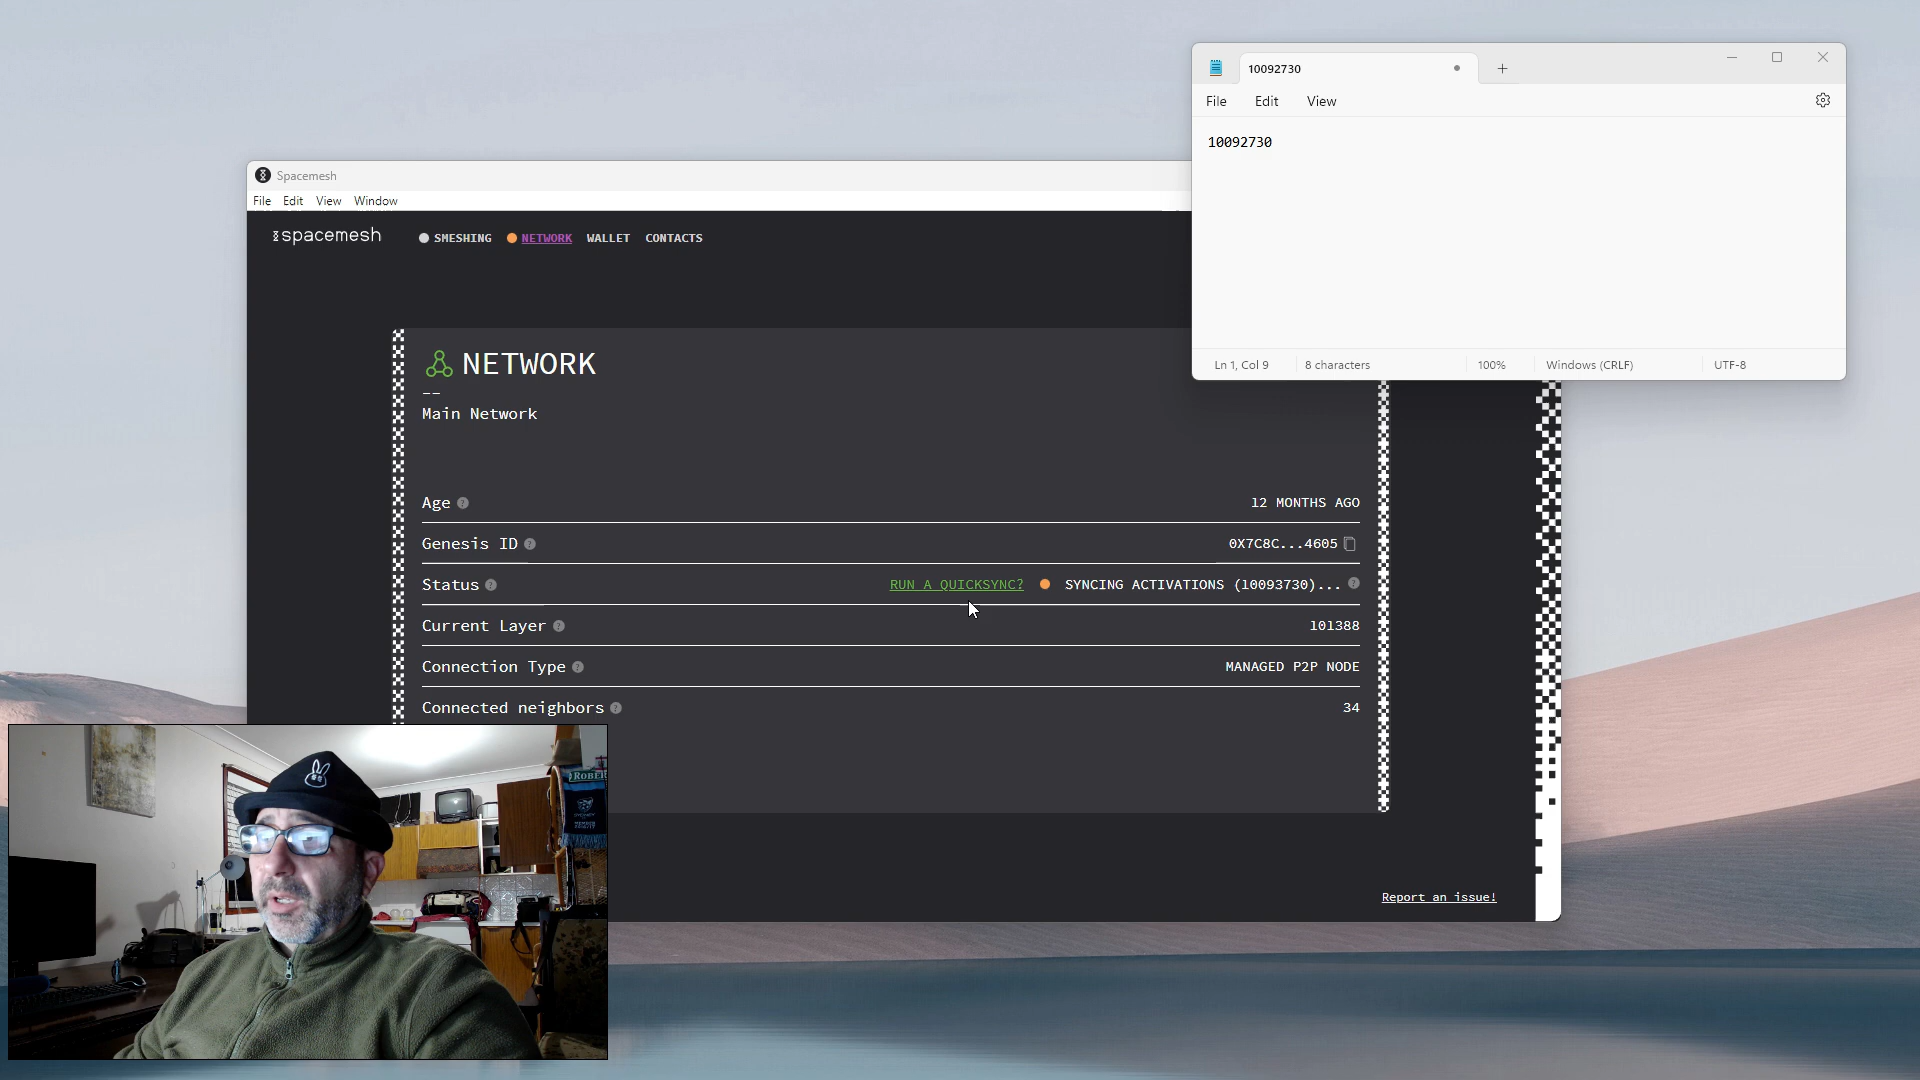 10092730
File Edit View
10092730
Ln 1, Col 9 8 characters 100% Windows (CRLF) UTF-8
Spacemesh
File Edit View Window
spacemesh SMESHING NETWORK WALLET CONTACTS
NETWORK
--
Main Network
Age ? 12 MONTHS AGO
Genesis ID ? 0X7C8C...4605
Status ? RUN A QUICKSYNC? SYNCING ACTIVATIONS (10093730)... ?
Current Layer ? 101388
Connection Type ? MANAGED P2P NODE
Connected neighbors ? 34
Report an issue!
ROBER
SYDNEY